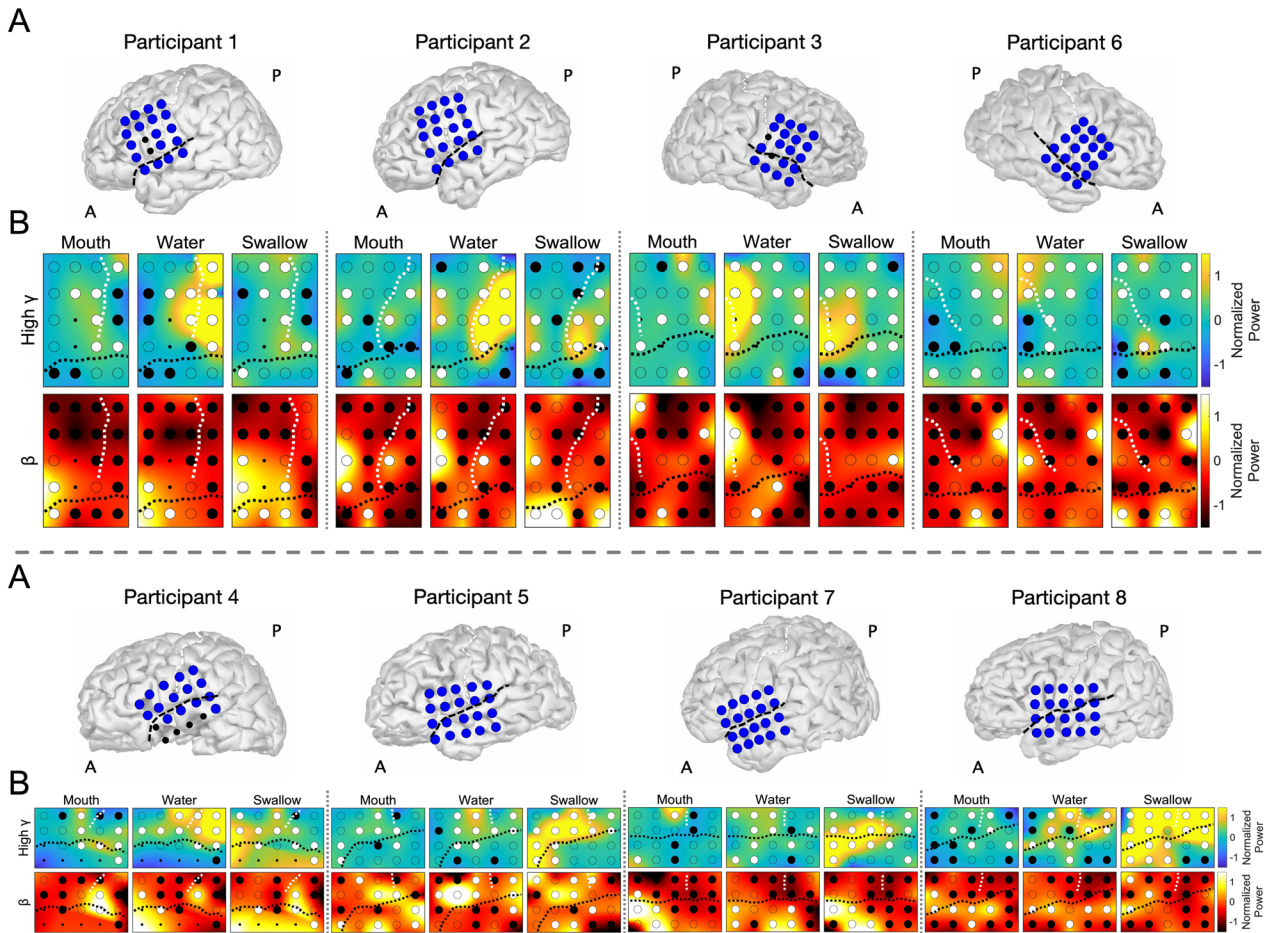 A
Participant 1 Participant 2 Participant 3 Participant 6
P P P P
A A A A
B
Mouth Water Swallow Mouth Water Swallow Mouth Water Swallow Mouth Water Swallow
High γ
1
0
-1
Normalized
Power
β
1
0
-1
Normalized
Power
A
Participant 4 Participant 5 Participant 7 Participant 8
P P P P
A A A A
B
Mouth Water Swallow Mouth Water Swallow Mouth Water Swallow Mouth Water Swallow
High γ
1
0
-1
Normalized
Power
β
1
0
-1
Normalized
Power